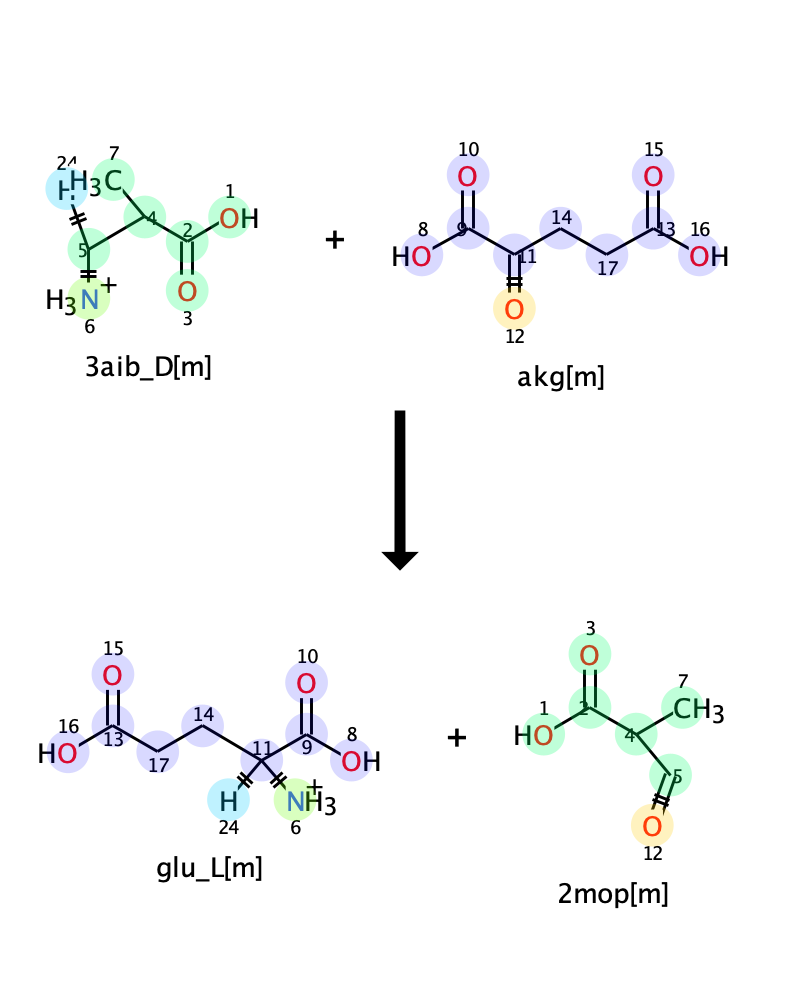 24 7 10 15
H H3C 1 O O
4 2 OH 8 9 14 13 16
5 + HO 11 17 OH
H3N+ O O
6 3 12
3aib_D[m] akg[m]
15 10 3
O O O 7
16 14 1 2 CH3
HO 13 17 11 9 8 OH + HO 4 5
H NH3+ O
24 6 12
glu_L[m] 2mop[m]